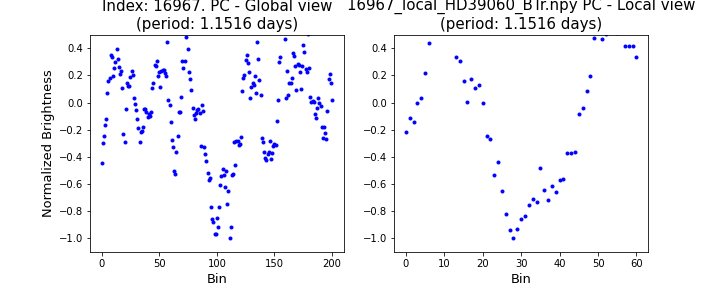 Index: 16967. PC - Global view
(period: 1.1516 days)
16967_local_HD39060_BTr.npy PC - Local view
(period: 1.1516 days)
Normalized Brightness
0.4
0.2
0.0
−0.2
−0.4
−0.6
−0.8
−1.0
0 50 100 150 200
Bin
0.4
0.2
0.0
−0.2
−0.4
−0.6
−0.8
−1.0
0 10 20 30 40 50 60
Bin